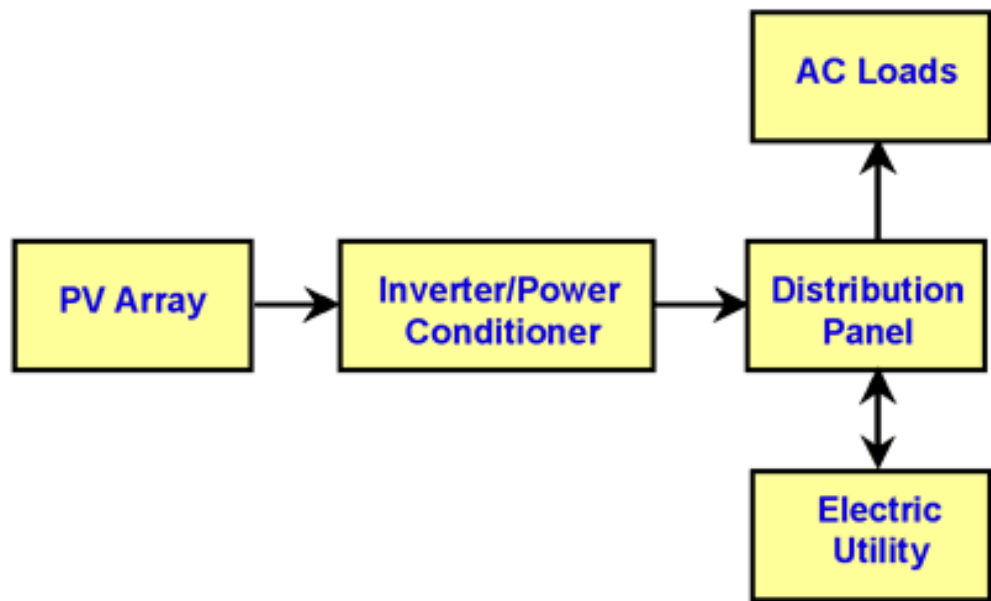 AC Loads
PV Array
Inverter/Power
Conditioner
Distribution
Panel
Electric
Utility